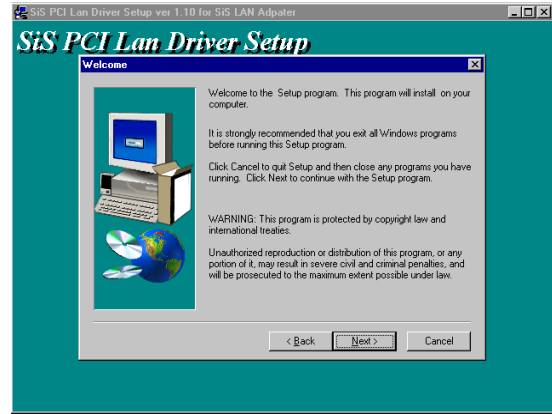 SiS PCI Lan Driver Setup ver 1.10 for SiS LAN Adpater
SiS PCI Lan Driver Setup
Welcome
Welcome to the Setup program. This program will install on your
computer.
It is strongly recommended that you exit all Windows programs
before running this Setup program.
Click Cancel to quit Setup and then close any programs you have
running. Click Next to continue with the Setup program.
WARNING: This program is protected by copyright law and
international treaties.
Unauthorized reproduction or distribution of this program, or any
portion of it, may result in severe civil and criminal penalties, and
will be prosecuted to the maximum extent possible under law.
< Back Next > Cancel